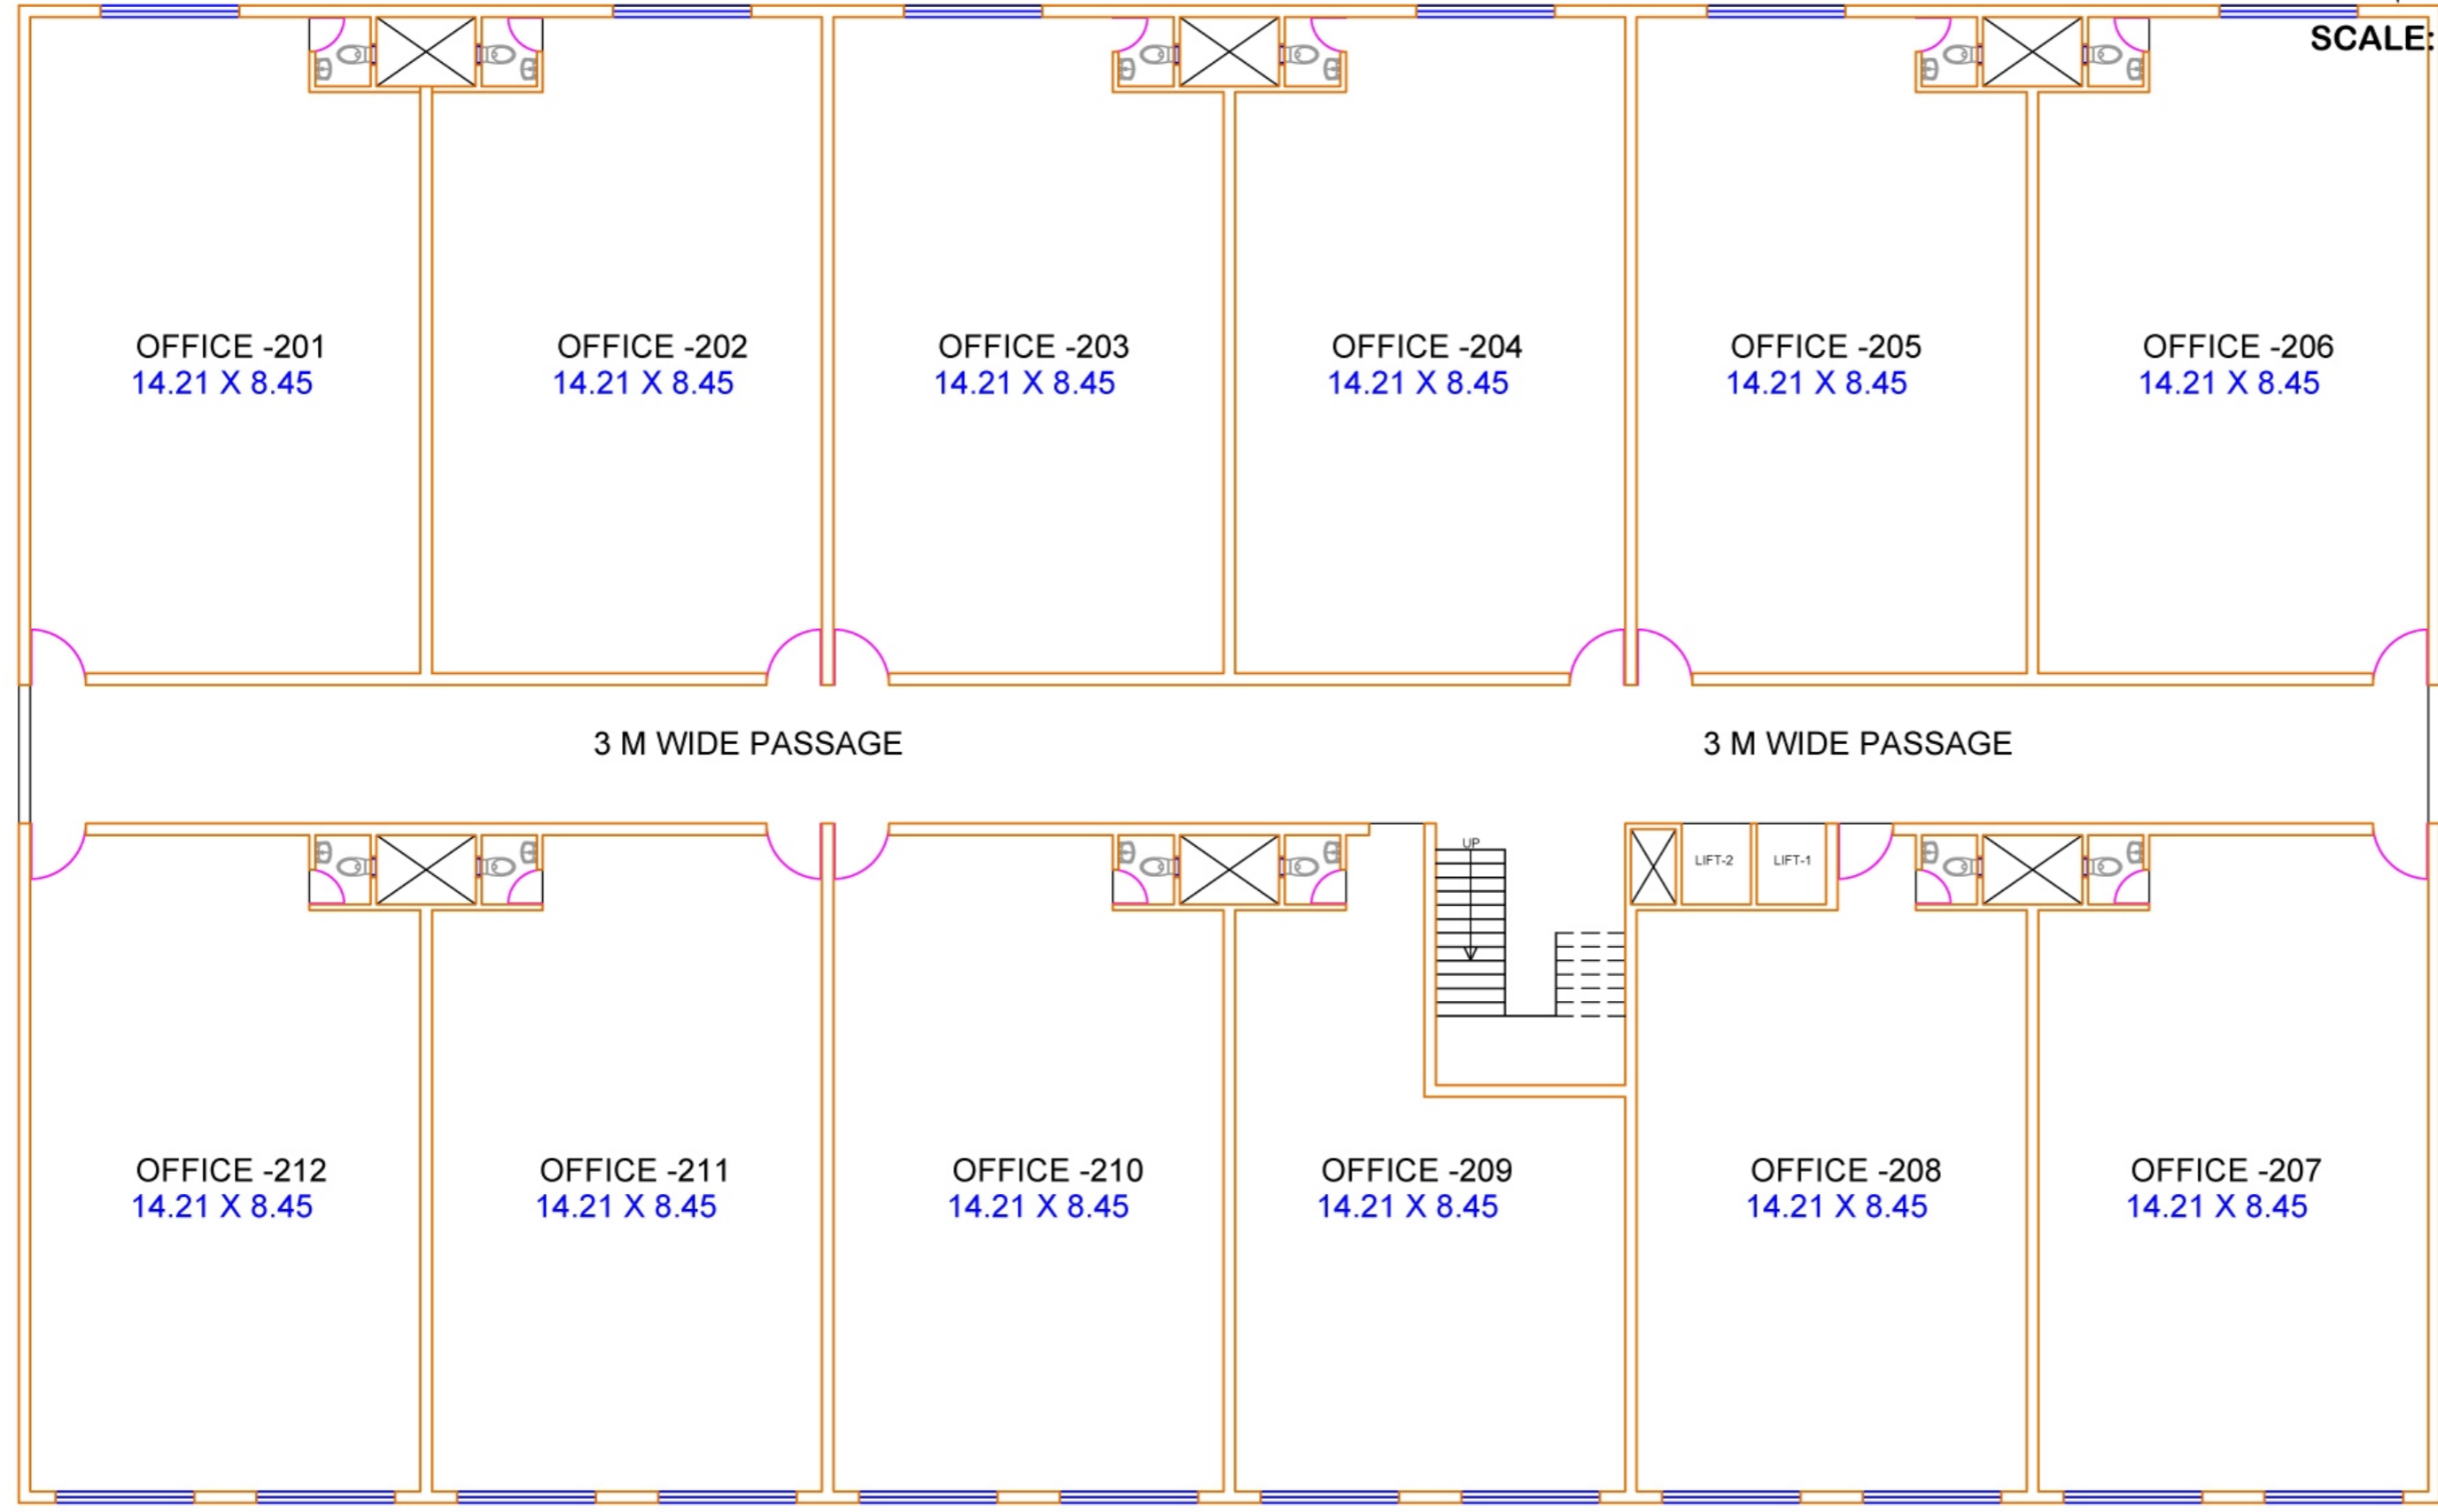 SCALE:
OFFICE -201
14.21 X 8.45
OFFICE -202
14.21 X 8.45
OFFICE -203
14.21 X 8.45
OFFICE -204
14.21 X 8.45
OFFICE -205
14.21 X 8.45
OFFICE -206
14.21 X 8.45
3 M WIDE PASSAGE
3 M WIDE PASSAGE
UP
LIFT-2
LIFT-1
OFFICE -212
14.21 X 8.45
OFFICE -211
14.21 X 8.45
OFFICE -210
14.21 X 8.45
OFFICE -209
14.21 X 8.45
OFFICE -208
14.21 X 8.45
OFFICE -207
14.21 X 8.45